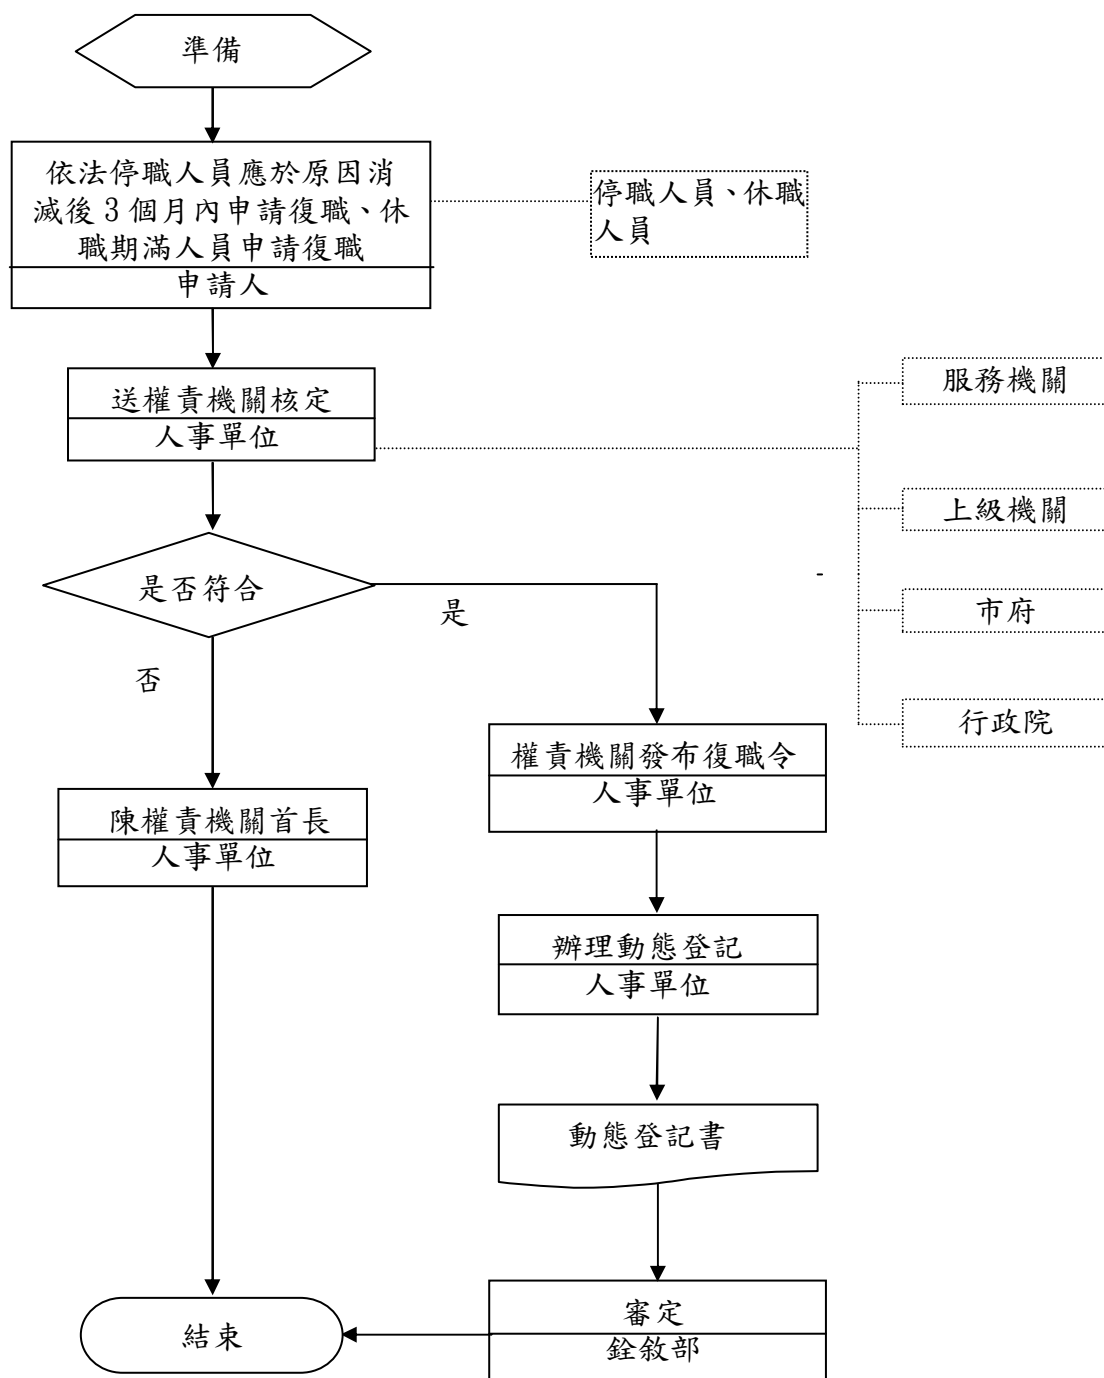 準備
依法停職人員應於原因消
滅後3個月內申請復職、休
職期滿人員申請復職
申請人
停職人員、休職
人員
送權責機關核定
人事單位
服務機關
上級機關
市府
行政院
是否符合
-
是
否
權責機關發布復職令
人事單位
陳權責機關首長
人事單位
辦理動態登記
人事單位
動態登記書
審定
銓敘部
結束